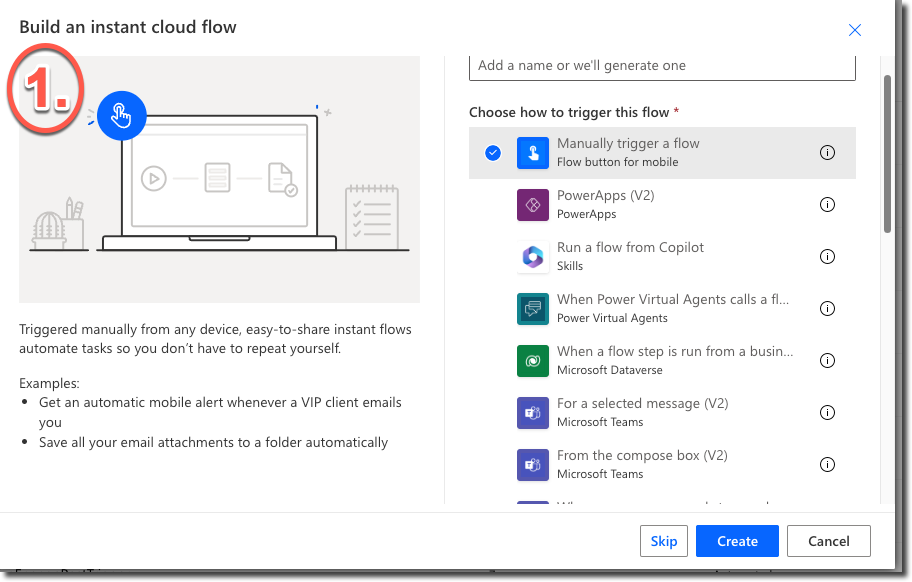 Build an instant cloud flow
1.
Triggered manually from any device, easy-to-share instant flows
automate tasks so you don't have to repeat yourself.
Examples:
• Get an automatic mobile alert whenever a VIP client emails
you
• Save all your email attachments to a folder automatically
Add a name or we'll generate one
Choose how to trigger this flow *
Manually trigger a flow
Flow button for mobile
PowerApps (V2)
PowerApps
Run a flow from Copilot
Skills
When Power Virtual Agents calls a fl...
Power Virtual Agents
When a flow step is run from a busin...
Microsoft Dataverse
For a selected message (V2)
Microsoft Teams
From the compose box (V2)
Microsoft Teams
Skip
Create
Cancel